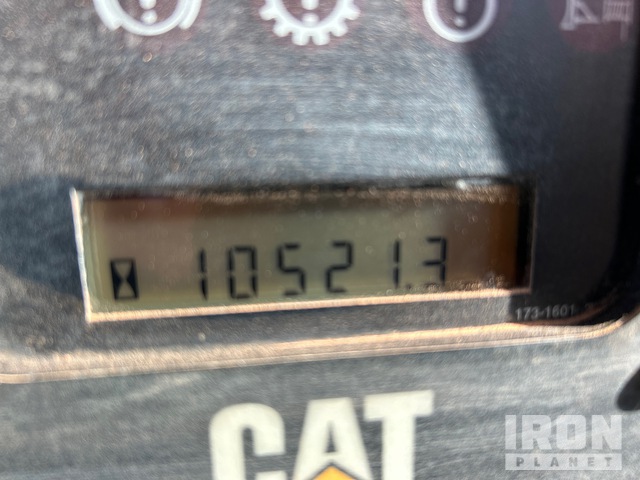 105213
173-1601
CAT
IRON
PLANET